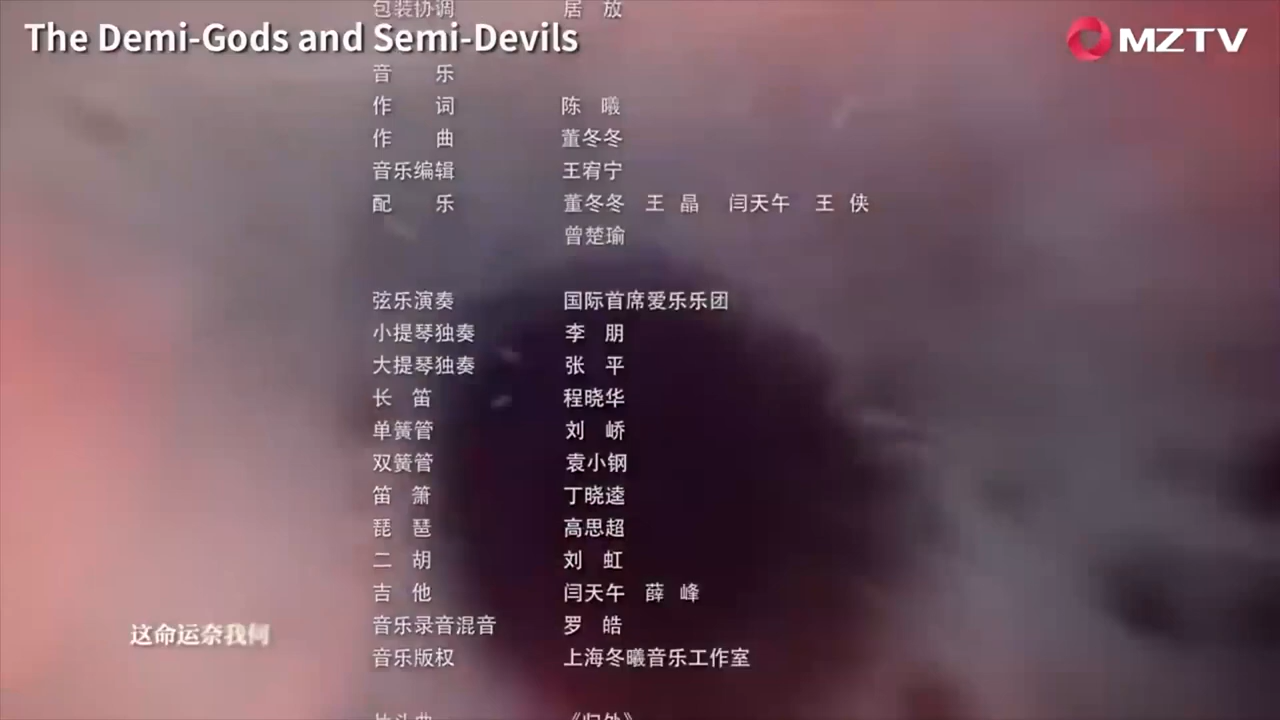 包装协调 居 放
The Demi-Gods and Semi-Devils
MZTV
音 乐
作 词 陈 曦
作 曲 董冬冬
音乐编辑 王宥宁
配 乐 董冬冬 王 晶 闫天午 王 侠
曾楚瑜
弦乐演奏 国际首席爱乐乐团
小提琴独奏 李 朋
大提琴独奏 张 平
长 笛 程晓华
单簧管 刘 峤
双簧管 袁小钢
笛 箫 丁晓逵
琵 琶 高思超
二 胡 刘 虹
吉 他 闫天午 薛 峰
音乐录音混音 罗 皓
这命运奈我何
音乐版权 上海冬曦音乐工作室
片头曲 《归处》